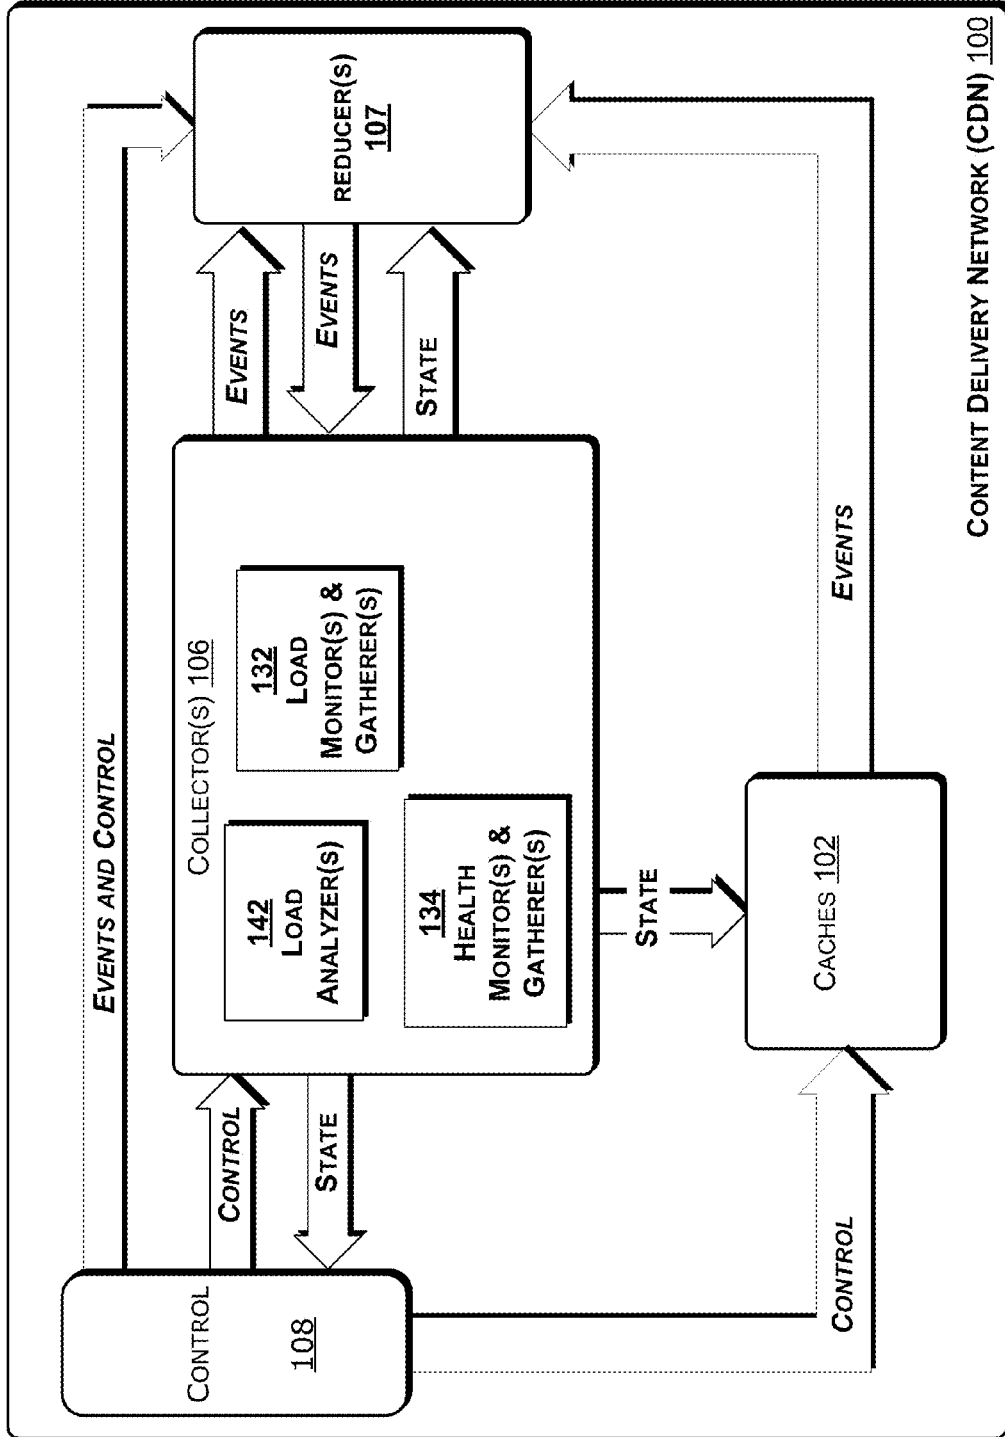 EVENTS AND CONTROL
CONTROL
108
CONTROL
STATE
COLLECTOR(S) 106
142
LOAD
ANALYZER(S)
132
LOAD
MONITOR(S) &
GATHERER(S)
134
HEALTH
MONITOR(S) &
GATHERER(S)
EVENTS
EVENTS
STATE
REDUCER(S)
107
STATE
CONTROL
CACHES 102
EVENTS
CONTENT DELIVERY NETWORK (CDN) 100